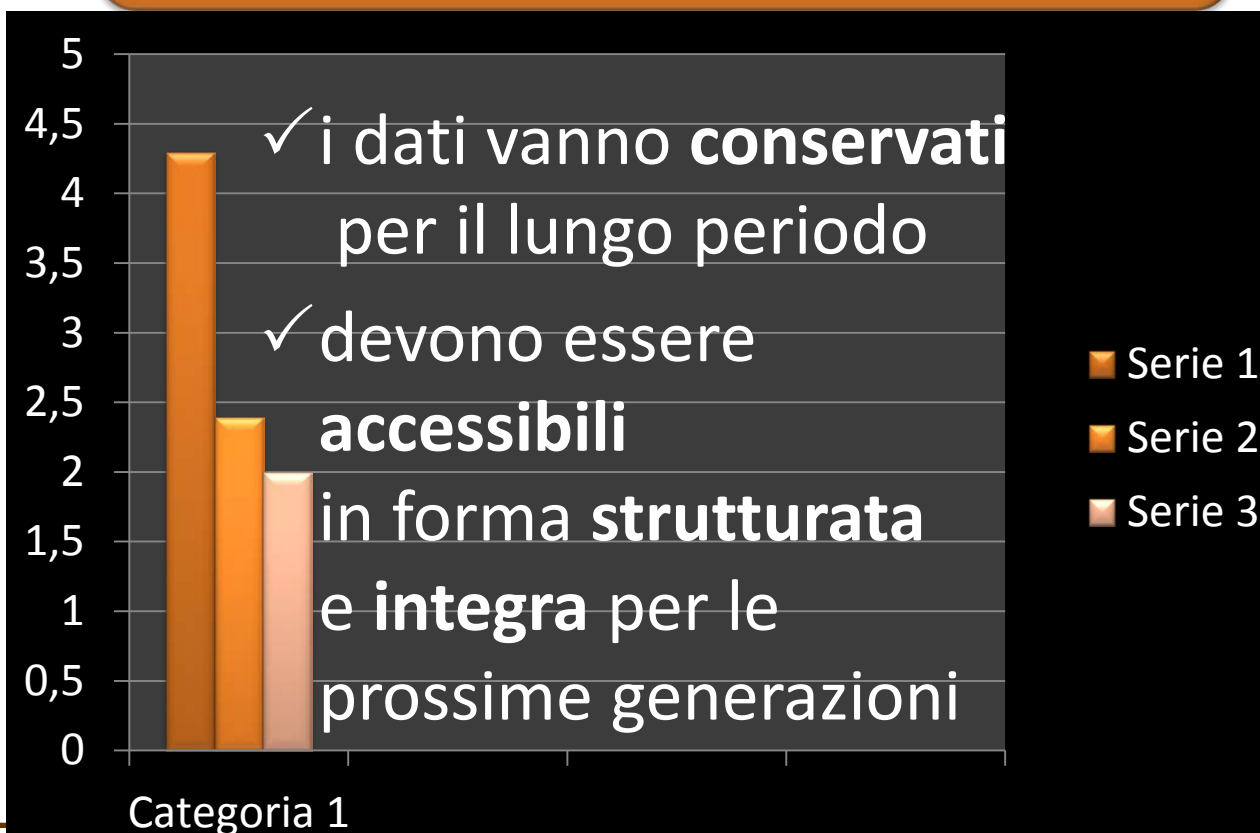 5
4,5
4
3,5
3
2,5
2
1,5
1
0,5
0
✓ i dati vanno conservati
per il lungo periodo
✓ devono essere
accessibili
in forma strutturata
e integra per le
prossime generazioni
Serie 1
Serie 2
Serie 3
Categoria 1